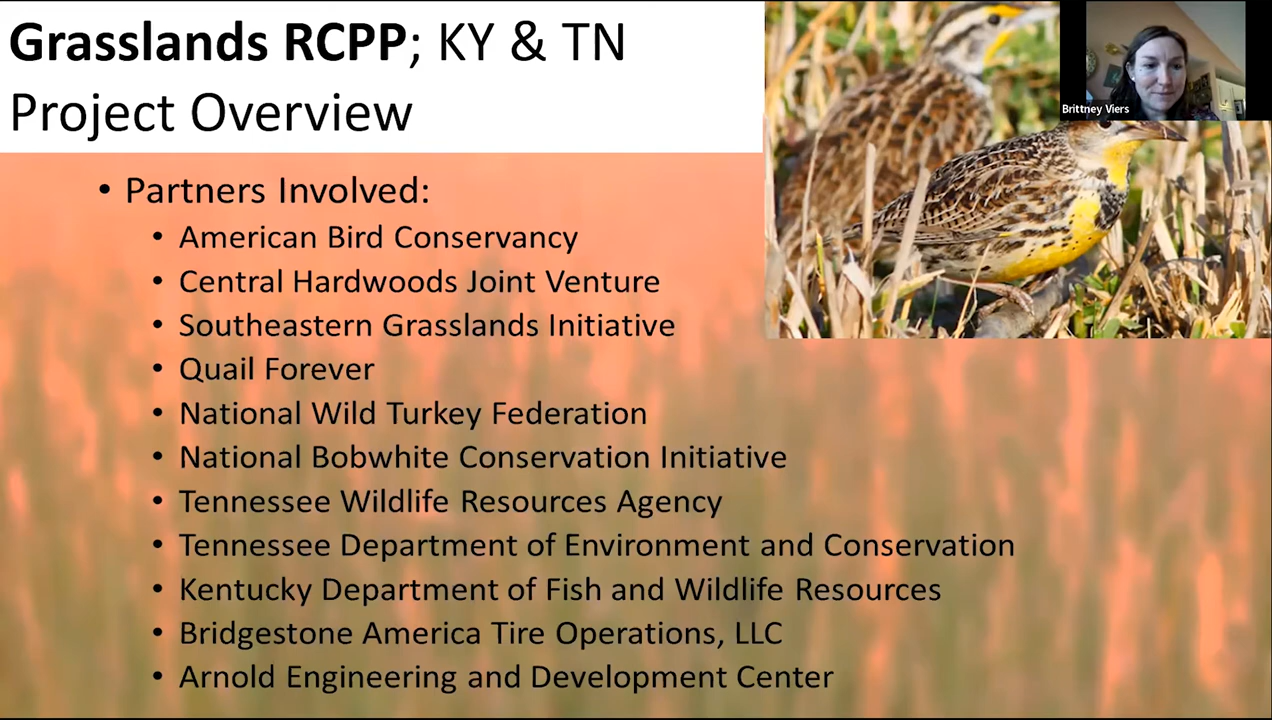 Grasslands RCPP; KY & TN
Project Overview
Brittney Viers
• Partners Involved:
• American Bird Conservancy
• Central Hardwoods Joint Venture
• Southeastern Grasslands Initiative
• Quail Forever
• National Wild Turkey Federation
• National Bobwhite Conservation Initiative
• Tennessee Wildlife Resources Agency
• Tennessee Department of Environment and Conservation
• Kentucky Department of Fish and Wildlife Resources
• Bridgestone America Tire Operations, LLC
• Arnold Engineering and Development Center